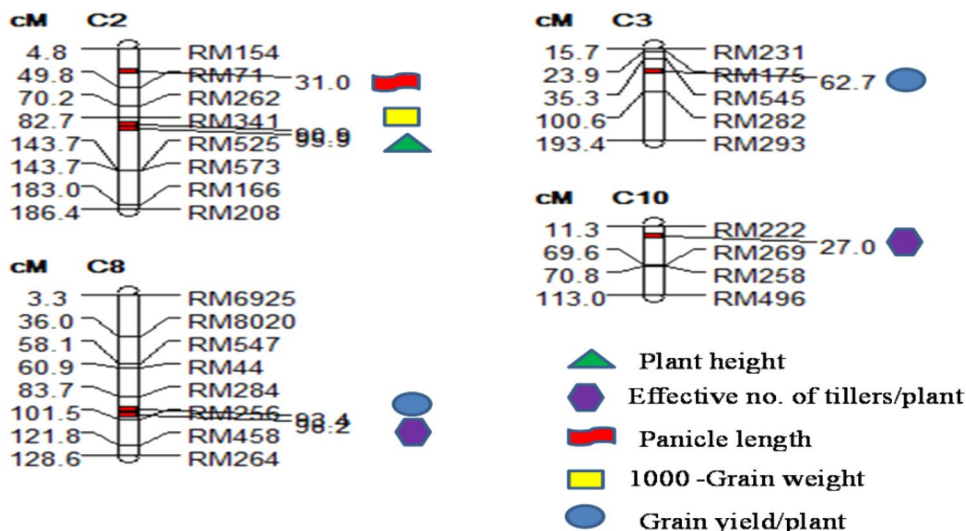 cM C2
4.8 RM154
49.8 RM71 31.0
70.2 RM262
82.7 RM341
143.7 RM525
143.7 RM573
183.0 RM166
186.4 RM208
cM C3
15.7 RM231
23.9 RM175 62.7
35.3 RM545
100.6 RM282
193.4 RM293
cM C10
11.3 RM222
69.6 RM269 27.0
70.8 RM258
113.0 RM496
cM C8
3.3 RM6925
36.0 RM8020
58.1 RM547
60.9 RM44
83.7 RM284
101.5 RM256 93.4
121.8 RM458
128.6 RM264
Plant height
Effective no. of tillers/plant
Panicle length
1000 -Grain weight
Grain yield/plant